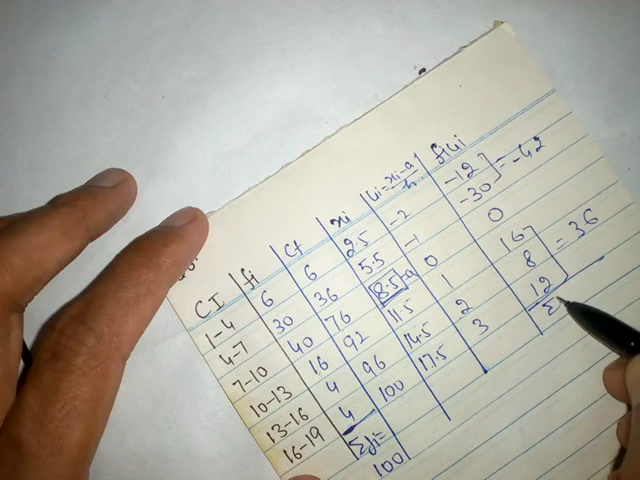 CI fi Cf xi ui=xi-a/h fiui
1-4 6 6 2.5 -2 -12
4-7 30 36 5.5 -1 -30 = -42
7-10 40 76 8.5=a 0 0
10-13 16 92 11.5 1 16
13-16 4 96 14.5 2 8 = 36
16-19 4 100 17.5 3 12
Σfi= Σ
100